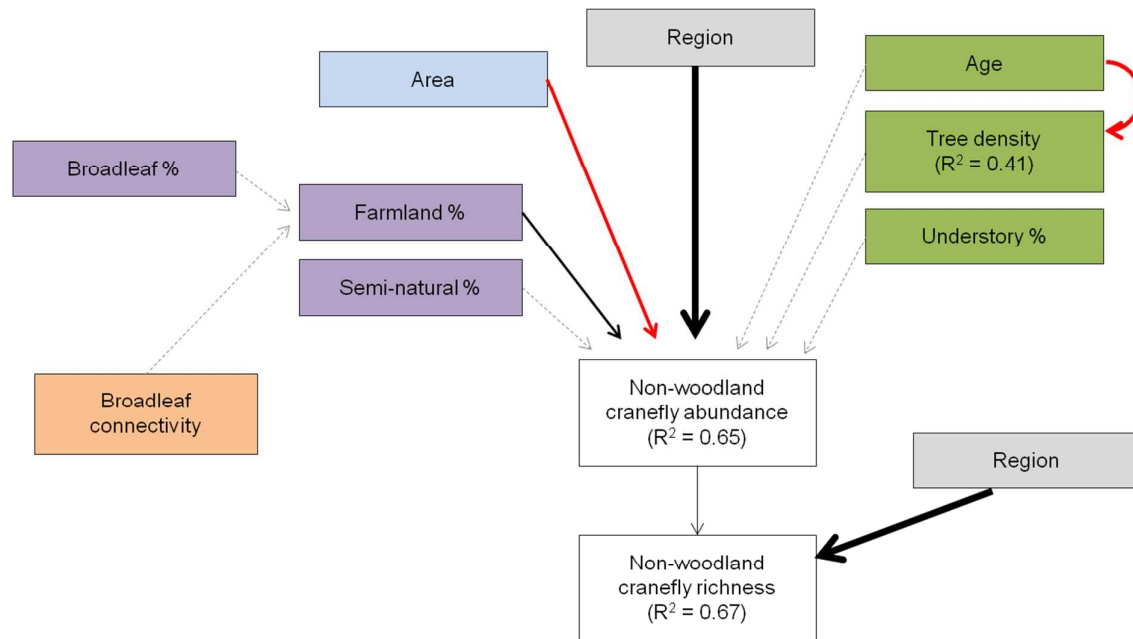 Region
Area
Age
Tree density
(R² = 0.41)
Broadleaf %
Farmland %
Understory %
Semi-natural %
Broadleaf
connectivity
Non-woodland
cranefly abundance
(R² = 0.65)
Region
Non-woodland
cranefly richness
(R² = 0.67)